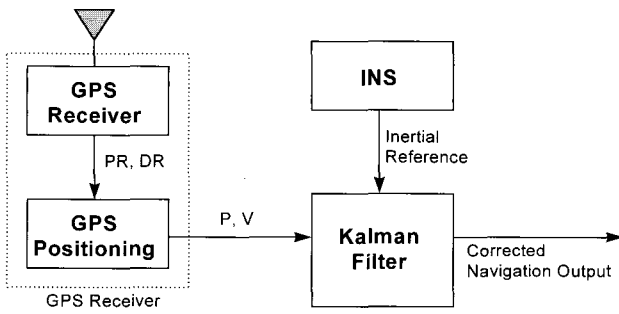 GPS
Receiver
INS
PR, DR
Inertial
Reference
GPS
Positioning
P, V
Kalman
Filter
Corrected
Navigation Output
GPS Receiver